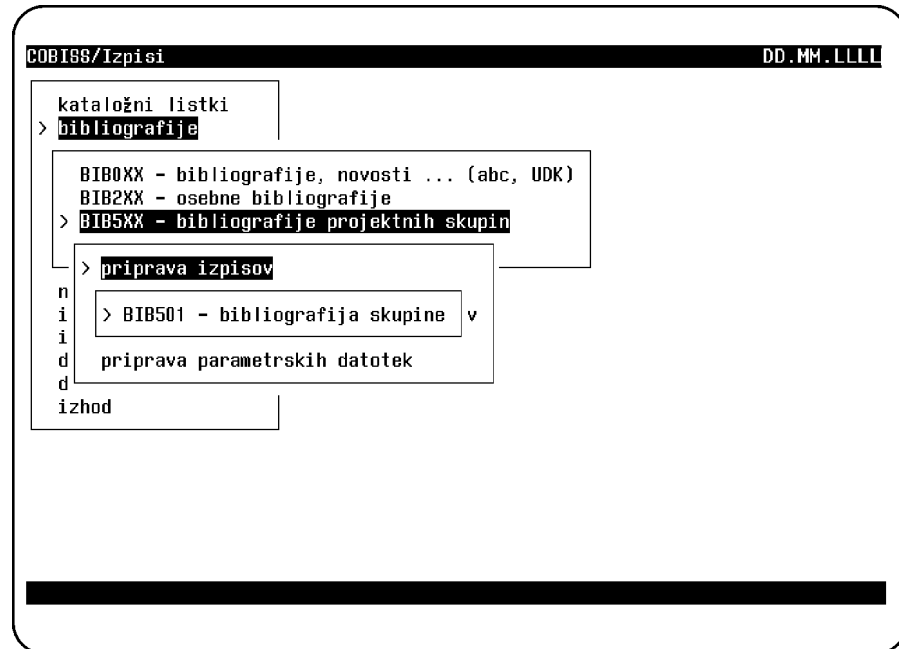 COBISS/Izpisi DD.MM.LLLL
kataložni listki
> bibliografije
BIB0XX - bibliografije, novosti ... (abc, UDK)
BIB2XX - osebne bibliografije
> BIB5XX - bibliografije projektnih skupin
> priprava izpisov
n
i > BIB501 - bibliografija skupine v
i
d priprava parametrskih datotek
d
izhod